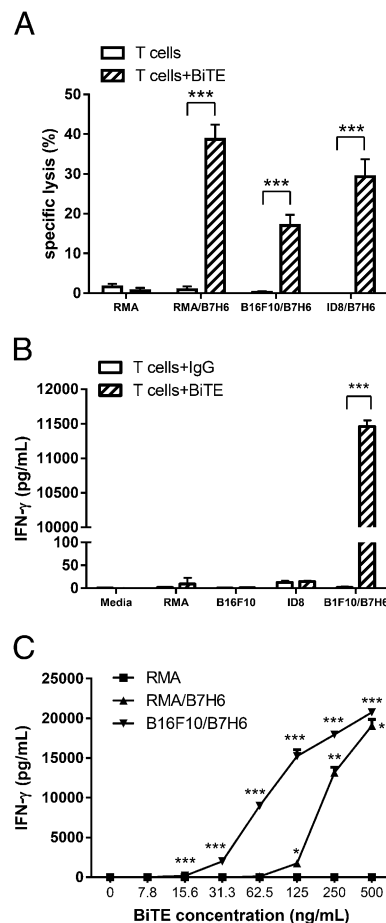 A
T cells
T cells+BiTE
***
***
***
50
40
30
20
10
0
specific lysis (%)
RMA RMA/B7H6 B16F10/B7H6 ID8/B7H6
B
T cells+IgG
T cells+BiTE
***
12000
11500
11000
10500
10000
100
50
0
IFN-γ (pg/mL)
Media RMA B16F10 ID8 B1F10/B7H6
C
RMA
RMA/B7H6
B16F10/B7H6
25000
20000
15000
10000
5000
0
IFN-γ (pg/mL)
***
***
***
***
***
***
*
**
*
0 7.8 15.6 31.3 62.5 125 250 500
BiTE concentration (ng/mL)